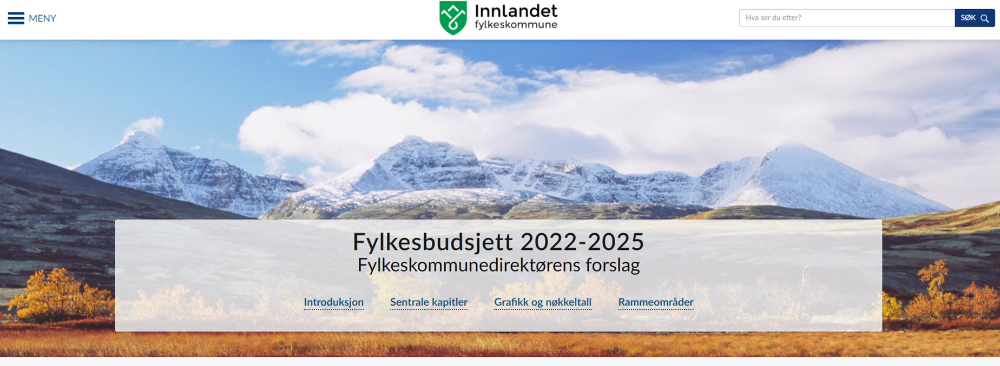 MENY
Innlandet
fylkeskommune
Hva ser du etter?
SØK
Fylkesbudsjett 2022-2025
Fylkeskommunedirektørens forslag
Introduksjon
Sentrale kapitler
Grafikk og nøkkeltall
Rammeområder